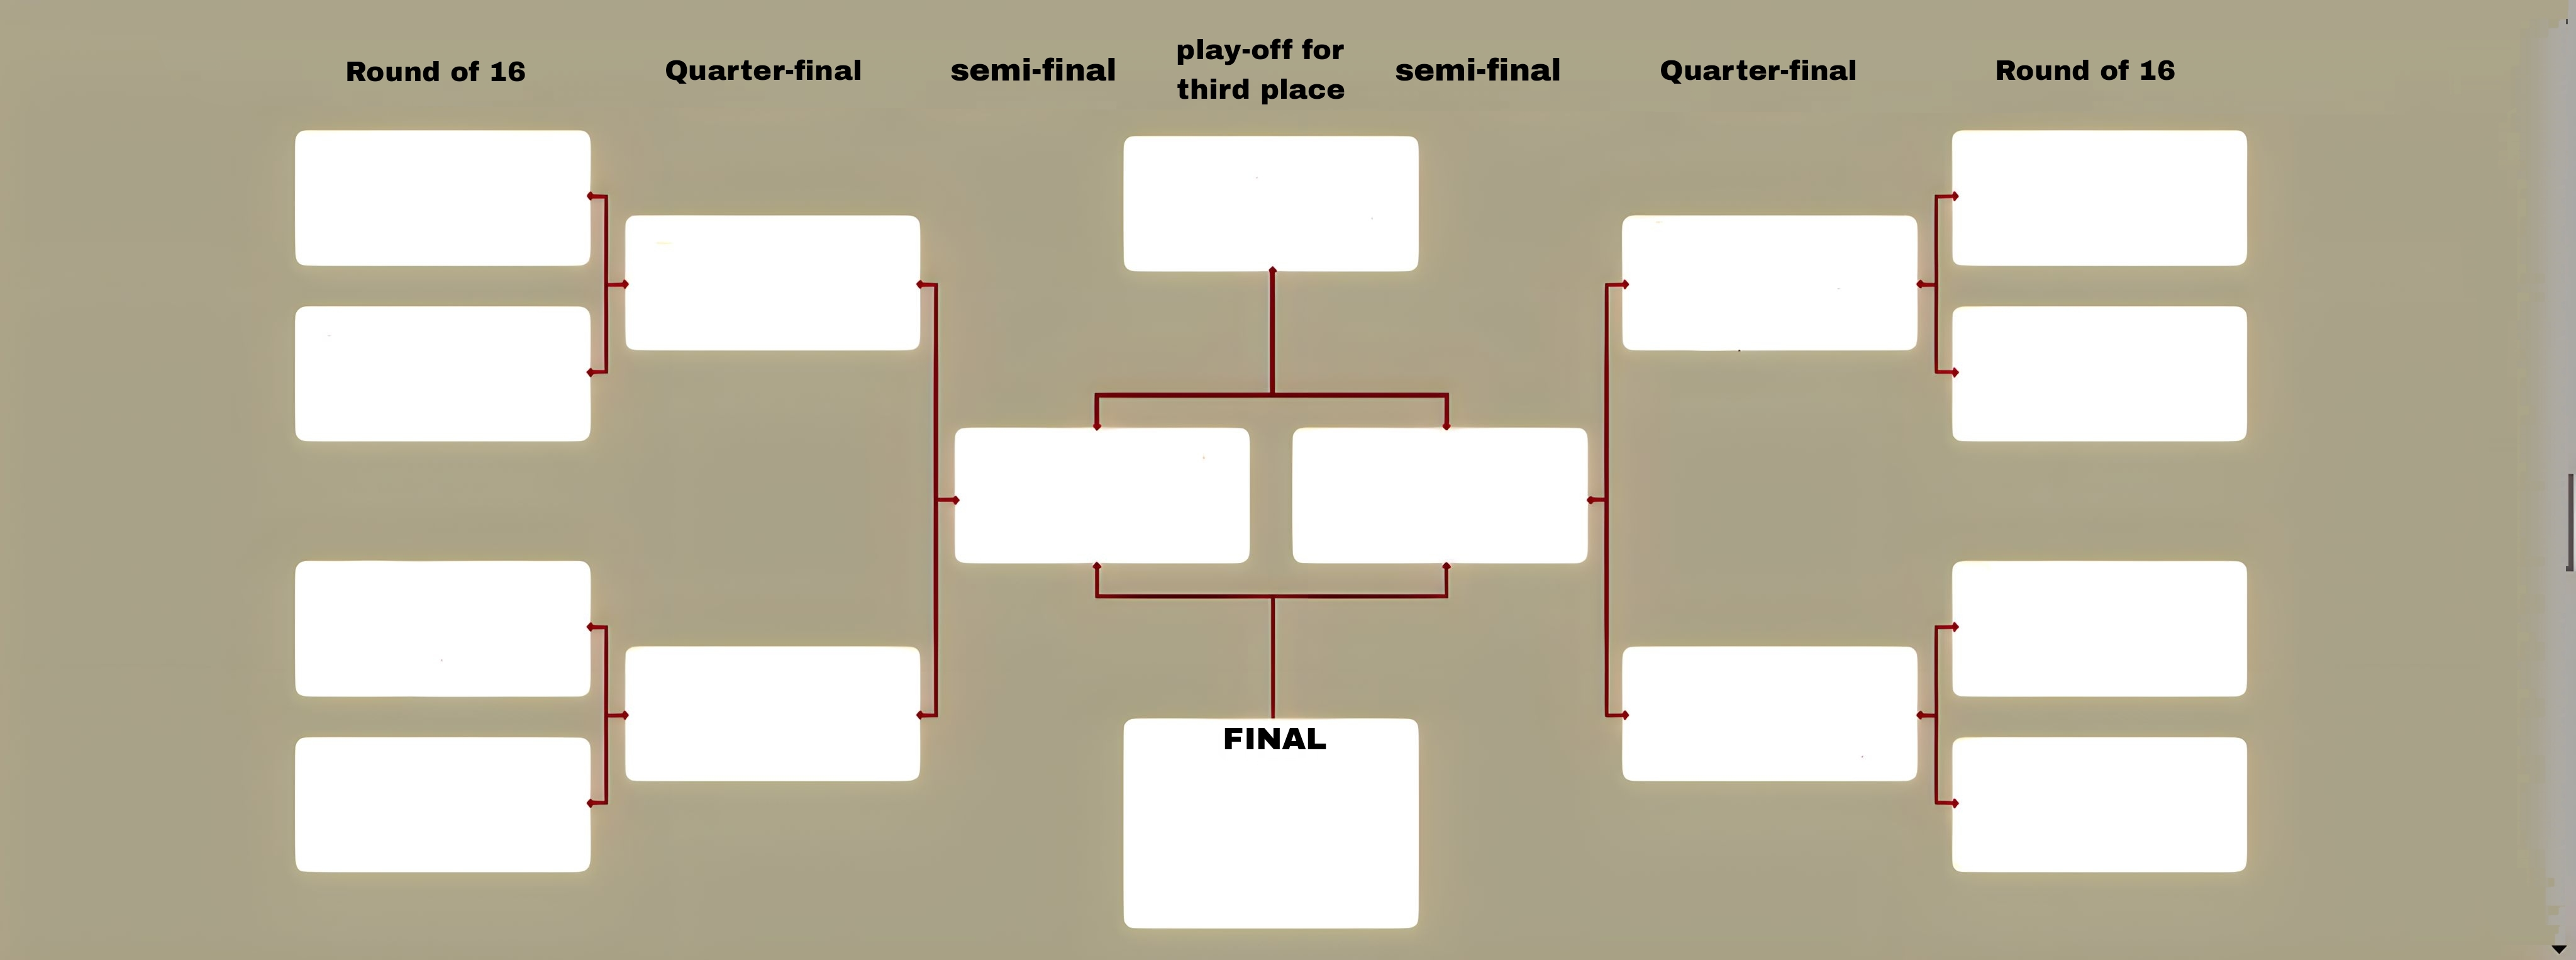 Round of 16
Quarter-final
semi-final
play-off for
third place
semi-final
Quarter-final
Round of 16
FINAL